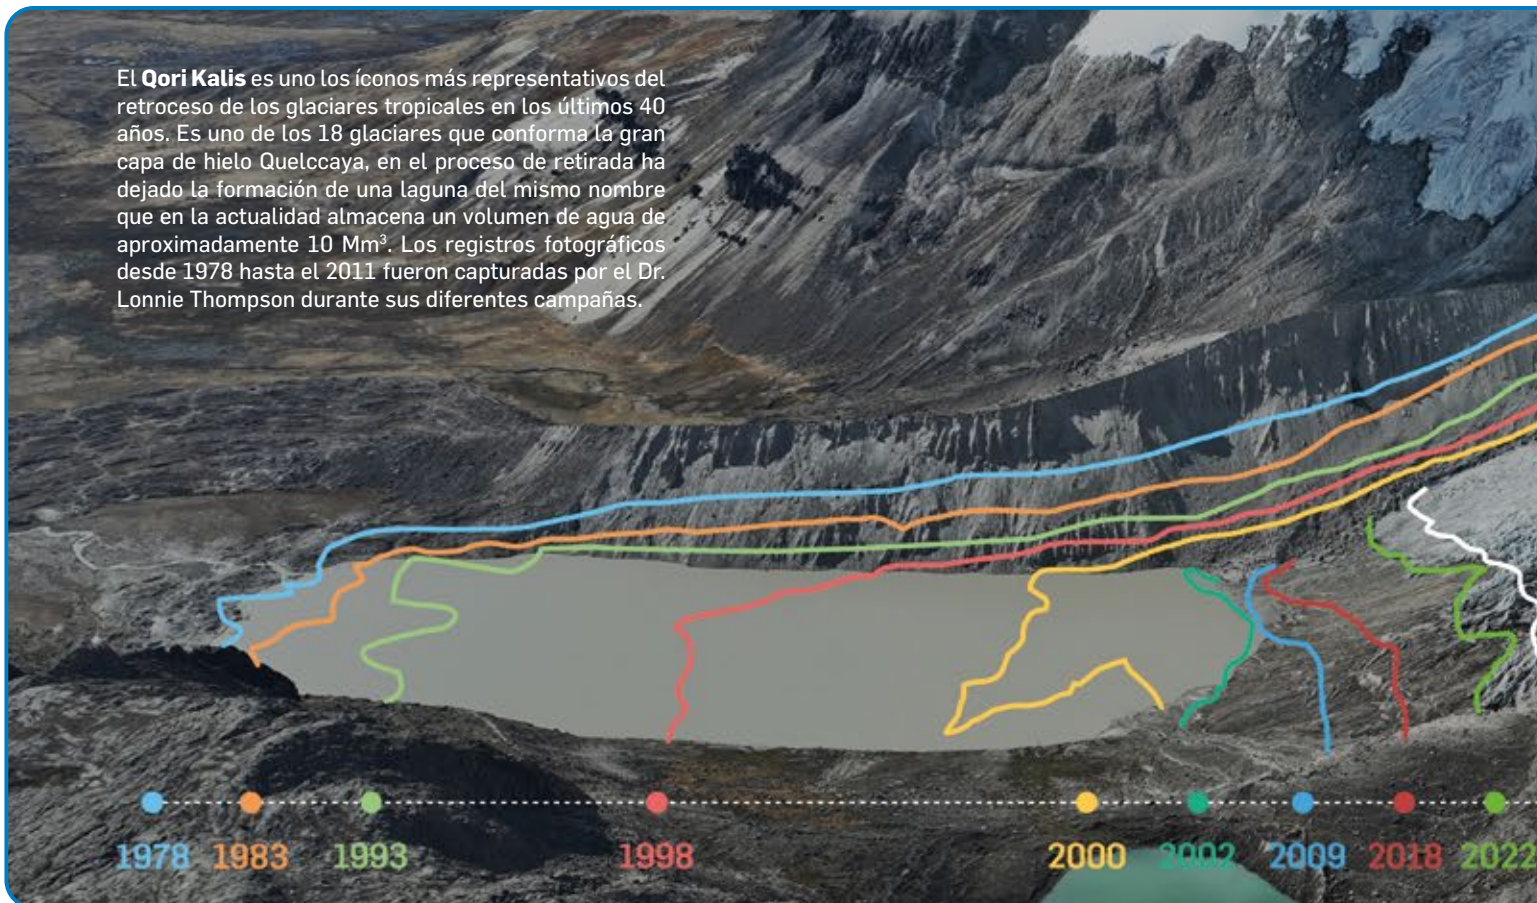 El Qori Kalis es uno los íconos más representativos del
retroceso de los glaciares tropicales en los últimos 40
años. Es uno de los 18 glaciares que conforma la gran
capa de hielo Quelccaya, en el proceso de retirada ha
dejado la formación de una laguna del mismo nombre
que en la actualidad almacena un volumen de agua de
aproximadamente 10 Mm³. Los registros fotográficos
desde 1978 hasta el 2011 fueron capturadas por el Dr.
Lonnie Thompson durante sus diferentes campañas.
1978 1983 1993 1998 2000 2002 2009 2018 2022